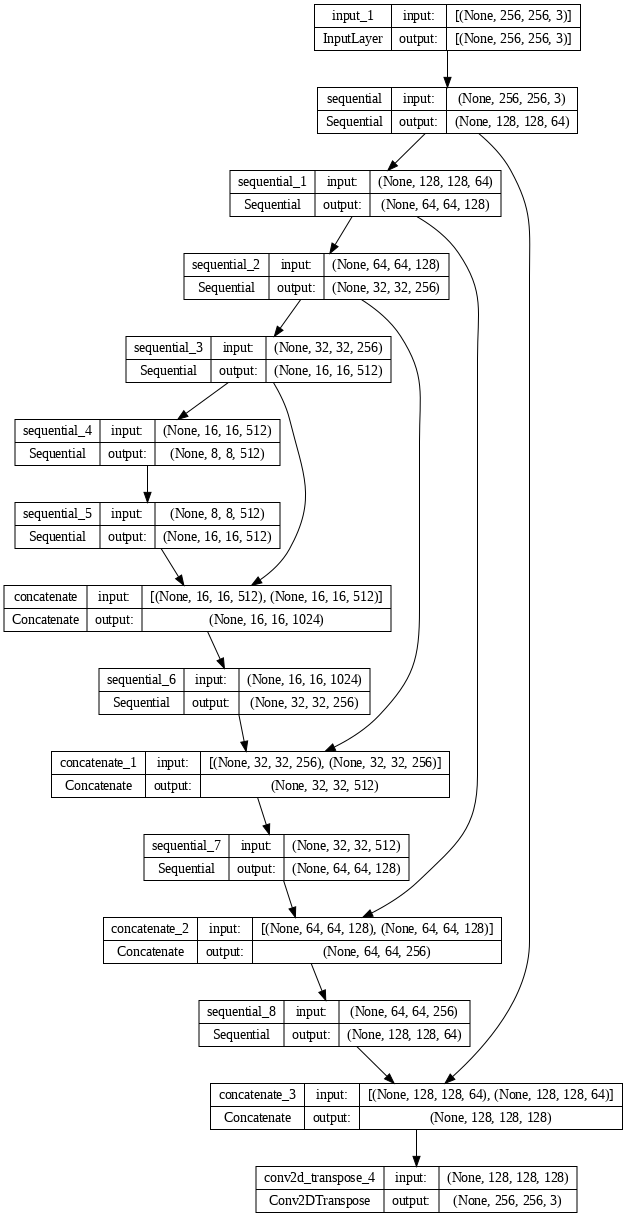 input_1 input: [(None, 256, 256, 3)]
InputLayer output: [(None, 256, 256, 3)]
sequential input: (None, 256, 256, 3)
Sequential output: (None, 128, 128, 64)
sequential_1 input: (None, 128, 128, 64)
Sequential output: (None, 64, 64, 128)
sequential_2 input: (None, 64, 64, 128)
Sequential output: (None, 32, 32, 256)
sequential_3 input: (None, 32, 32, 256)
Sequential output: (None, 16, 16, 512)
sequential_4 input: (None, 16, 16, 512)
Sequential output: (None, 8, 8, 512)
sequential_5 input: (None, 8, 8, 512)
Sequential output: (None, 16, 16, 512)
concatenate input: [(None, 16, 16, 512), (None, 16, 16, 512)]
Concatenate output: (None, 16, 16, 1024)
sequential_6 input: (None, 16, 16, 1024)
Sequential output: (None, 32, 32, 256)
concatenate_1 input: [(None, 32, 32, 256), (None, 32, 32, 256)]
Concatenate output: (None, 32, 32, 512)
sequential_7 input: (None, 32, 32, 512)
Sequential output: (None, 64, 64, 128)
concatenate_2 input: [(None, 64, 64, 128), (None, 64, 64, 128)]
Concatenate output: (None, 64, 64, 256)
sequential_8 input: (None, 64, 64, 256)
Sequential output: (None, 128, 128, 64)
concatenate_3 input: [(None, 128, 128, 64), (None, 128, 128, 64)]
Concatenate output: (None, 128, 128, 128)
conv2d_transpose_4 input: (None, 128, 128, 128)
Conv2DTranspose output: (None, 256, 256, 3)